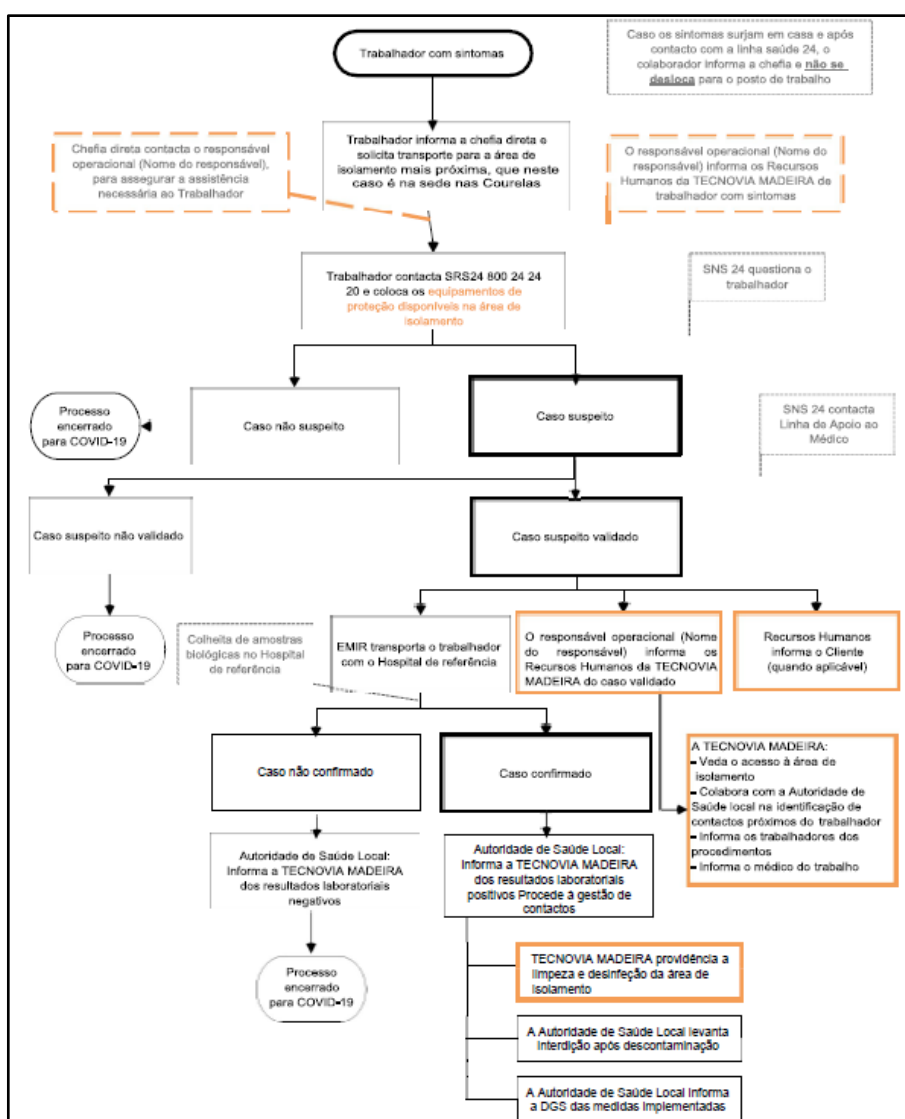 Trabalhador com sintomas
Caso os sintomas surjam em casa e após
contacto com a linha saúde 24, o
colaborador informa a chefia e não se
desloca para o posto de trabalho
Chefia direta contacta o responsável
operacional (Nome do responsável),
para assegurar a assistência
necessária ao Trabalhador
Trabalhador informa a chefia direta e
solicita transporte para a área de
isolamento mais próxima, que neste
caso é na sede nas Courelas
O responsável operacional (Nome do
responsável) informa os Recursos
Humanos da TECNOVIA MADEIRA de
trabalhador com sintomas
Trabalhador contacta SRS24 800 24 24
20 e coloca os equipamentos de
proteção disponíveis na área de
isolamento
SNS 24 questiona o
trabalhador
Processo
encerrado
para COVID-19
Caso não suspeito
Caso suspeito
SNS 24 contacta
Linha de Apoio ao
Médico
Caso suspeito não validado
Caso suspeito validado
Processo
encerrado
para COVID-19
Colheita de amostras
biológicas no Hospital
de referência
EMIR transporta o trabalhador
com o Hospital de referência
O responsável operacional (Nome
do responsável) informa os
Recursos Humanos da TECNOVIA
MADEIRA do caso validado
Recursos Humanos
informa o Cliente
(quando aplicável)
Caso não confirmado
Caso confirmado
A TECNOVIA MADEIRA:
- Veda o acesso à área de
isolamento
- Colabora com a Autoridade de
Saúde local na identificação de
contactos próximos do trabalhador
- Informa os trabalhadores dos
procedimentos
- Informa o médico do trabalho
Autoridade de Saúde Local:
Informa a TECNOVIA MADEIRA
dos resultados laboratoriais
negativos
Autoridade de Saúde Local:
Informa a TECNOVIA MADEIRA
dos resultados laboratoriais
positivos Procede à gestão de
contactos
Processo
encerrado
para COVID-19
TECNOVIA MADEIRA providência a
limpeza e desinfeção da área de
isolamento
A Autoridade de Saúde Local levanta
interdição após descontaminação
A Autoridade de Saúde Local informa
a DGS das medidas implementadas